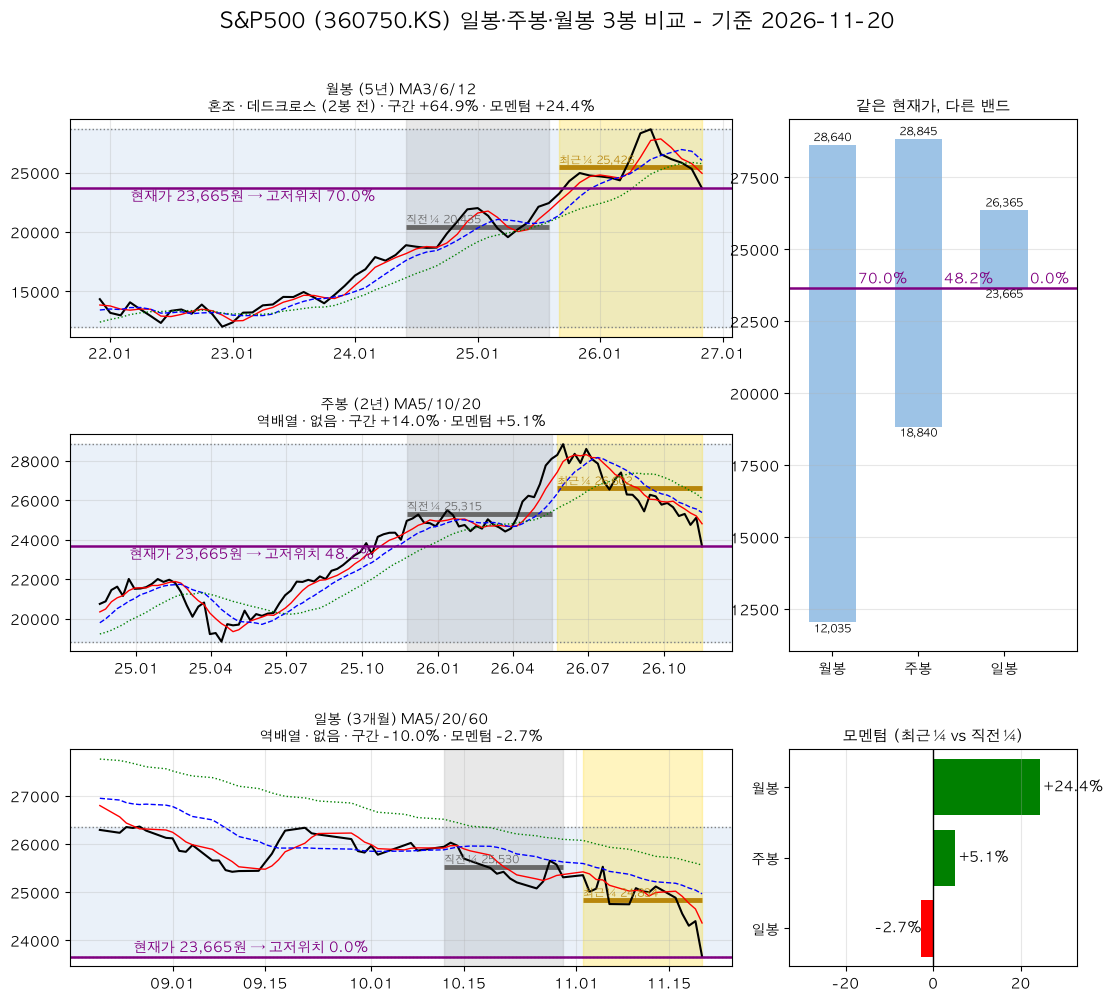 S&P500 (360750.KS) 일봉·주봉·월봉 3봉 비교 - 기준 2026-11-20
월봉 (5년) MA3/6/12
혼조 · 데드크로스 (2봉 전) · 구간 +64.9% · 모멘텀 +24.4%
25000
20000
15000
최근¼
직전¼ 20,435
현재가 23,665원 → 고저위치 70.0%
22.01 23.01 24.01 25.01 26.01 27.01
같은 현재가, 다른 밴드
27500
25000
22500
20000
17500
15000
12500
28,640 28,845 26,365
70.0% 48.2% 0.0%
23,665
18,840
12,035
월봉 주봉 일봉
주봉 (2년) MA5/10/20
역배열 · 없음 · 구간 +14.0% · 모멘텀 +5.1%
28000
26000
24000
22000
20000
최근¼
직전¼ 25,315
현재가 23,665원 → 고저위치 48.2%
25.01 25.04 25.07 25.10 26.01 26.04 26.07 26.10
일봉 (3개월) MA5/20/60
역배열 · 없음 · 구간 -10.0% · 모멘텀 -2.7%
27000
26000
25000
24000
직전¼ 25,530
최근¼
현재가 23,665원 → 고저위치 0.0%
09.01 09.15 10.01 10.15 11.01 11.15
모멘텀 (최근¼ vs 직전¼)
월봉 +24.4%
주봉 +5.1%
일봉 -2.7%
-20 0 20